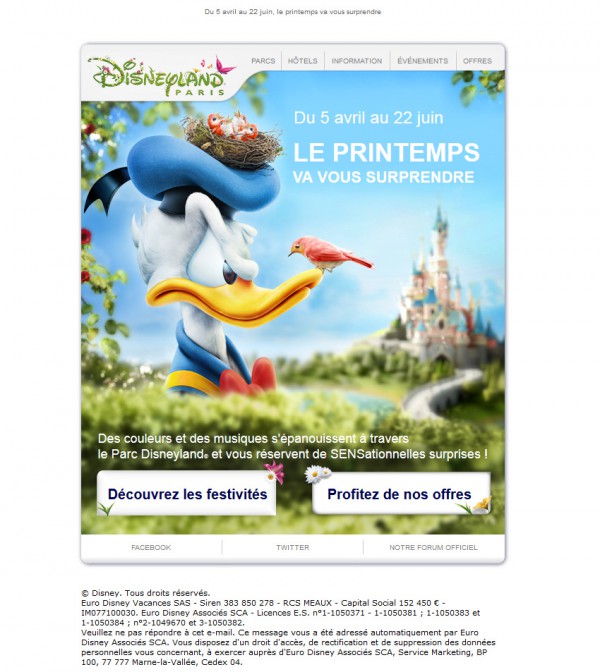 Du 5 avril au 22 juin, le printemps va vous surprendre
DISNEYLAND
PARIS
PARCS HÔTELS INFORMATION ÉVÉNEMENTS OFFRES
Du 5 avril au 22 juin
LE PRINTEMPS
VA VOUS SURPRENDRE
Des couleurs et des musiques s'épanouissent à travers
le Parc Disneyland® et vous réservent de SENSationnelles surprises !
Découvrez les festivités Profitez de nos offres
FACEBOOK TWITTER NOTRE FORUM OFFICIEL
© Disney. Tous droits réservés.
Euro Disney Vacances SAS - Siren 383 850 278 - RCS MEAUX - Capital Social 152 450 € -
IM077100030. Euro Disney Associés SCA - Licences E.S. n°1-1050371 - 1-1050381 ; 1-1050383 et
1-1050384 ; n°2-1049670 et 3-1050382.
Veuillez ne pas répondre à cet e-mail. Ce message vous a été adressé automatiquement par Euro
Disney Associés SCA. Vous disposez d'un droit d'accès, de rectification et de suppression des données
personnelles vous concernant, à exercer auprès d'Euro Disney Associés SCA, Service Marketing, BP
100, 77 777 Marne-la-Vallée, Cedex 04.